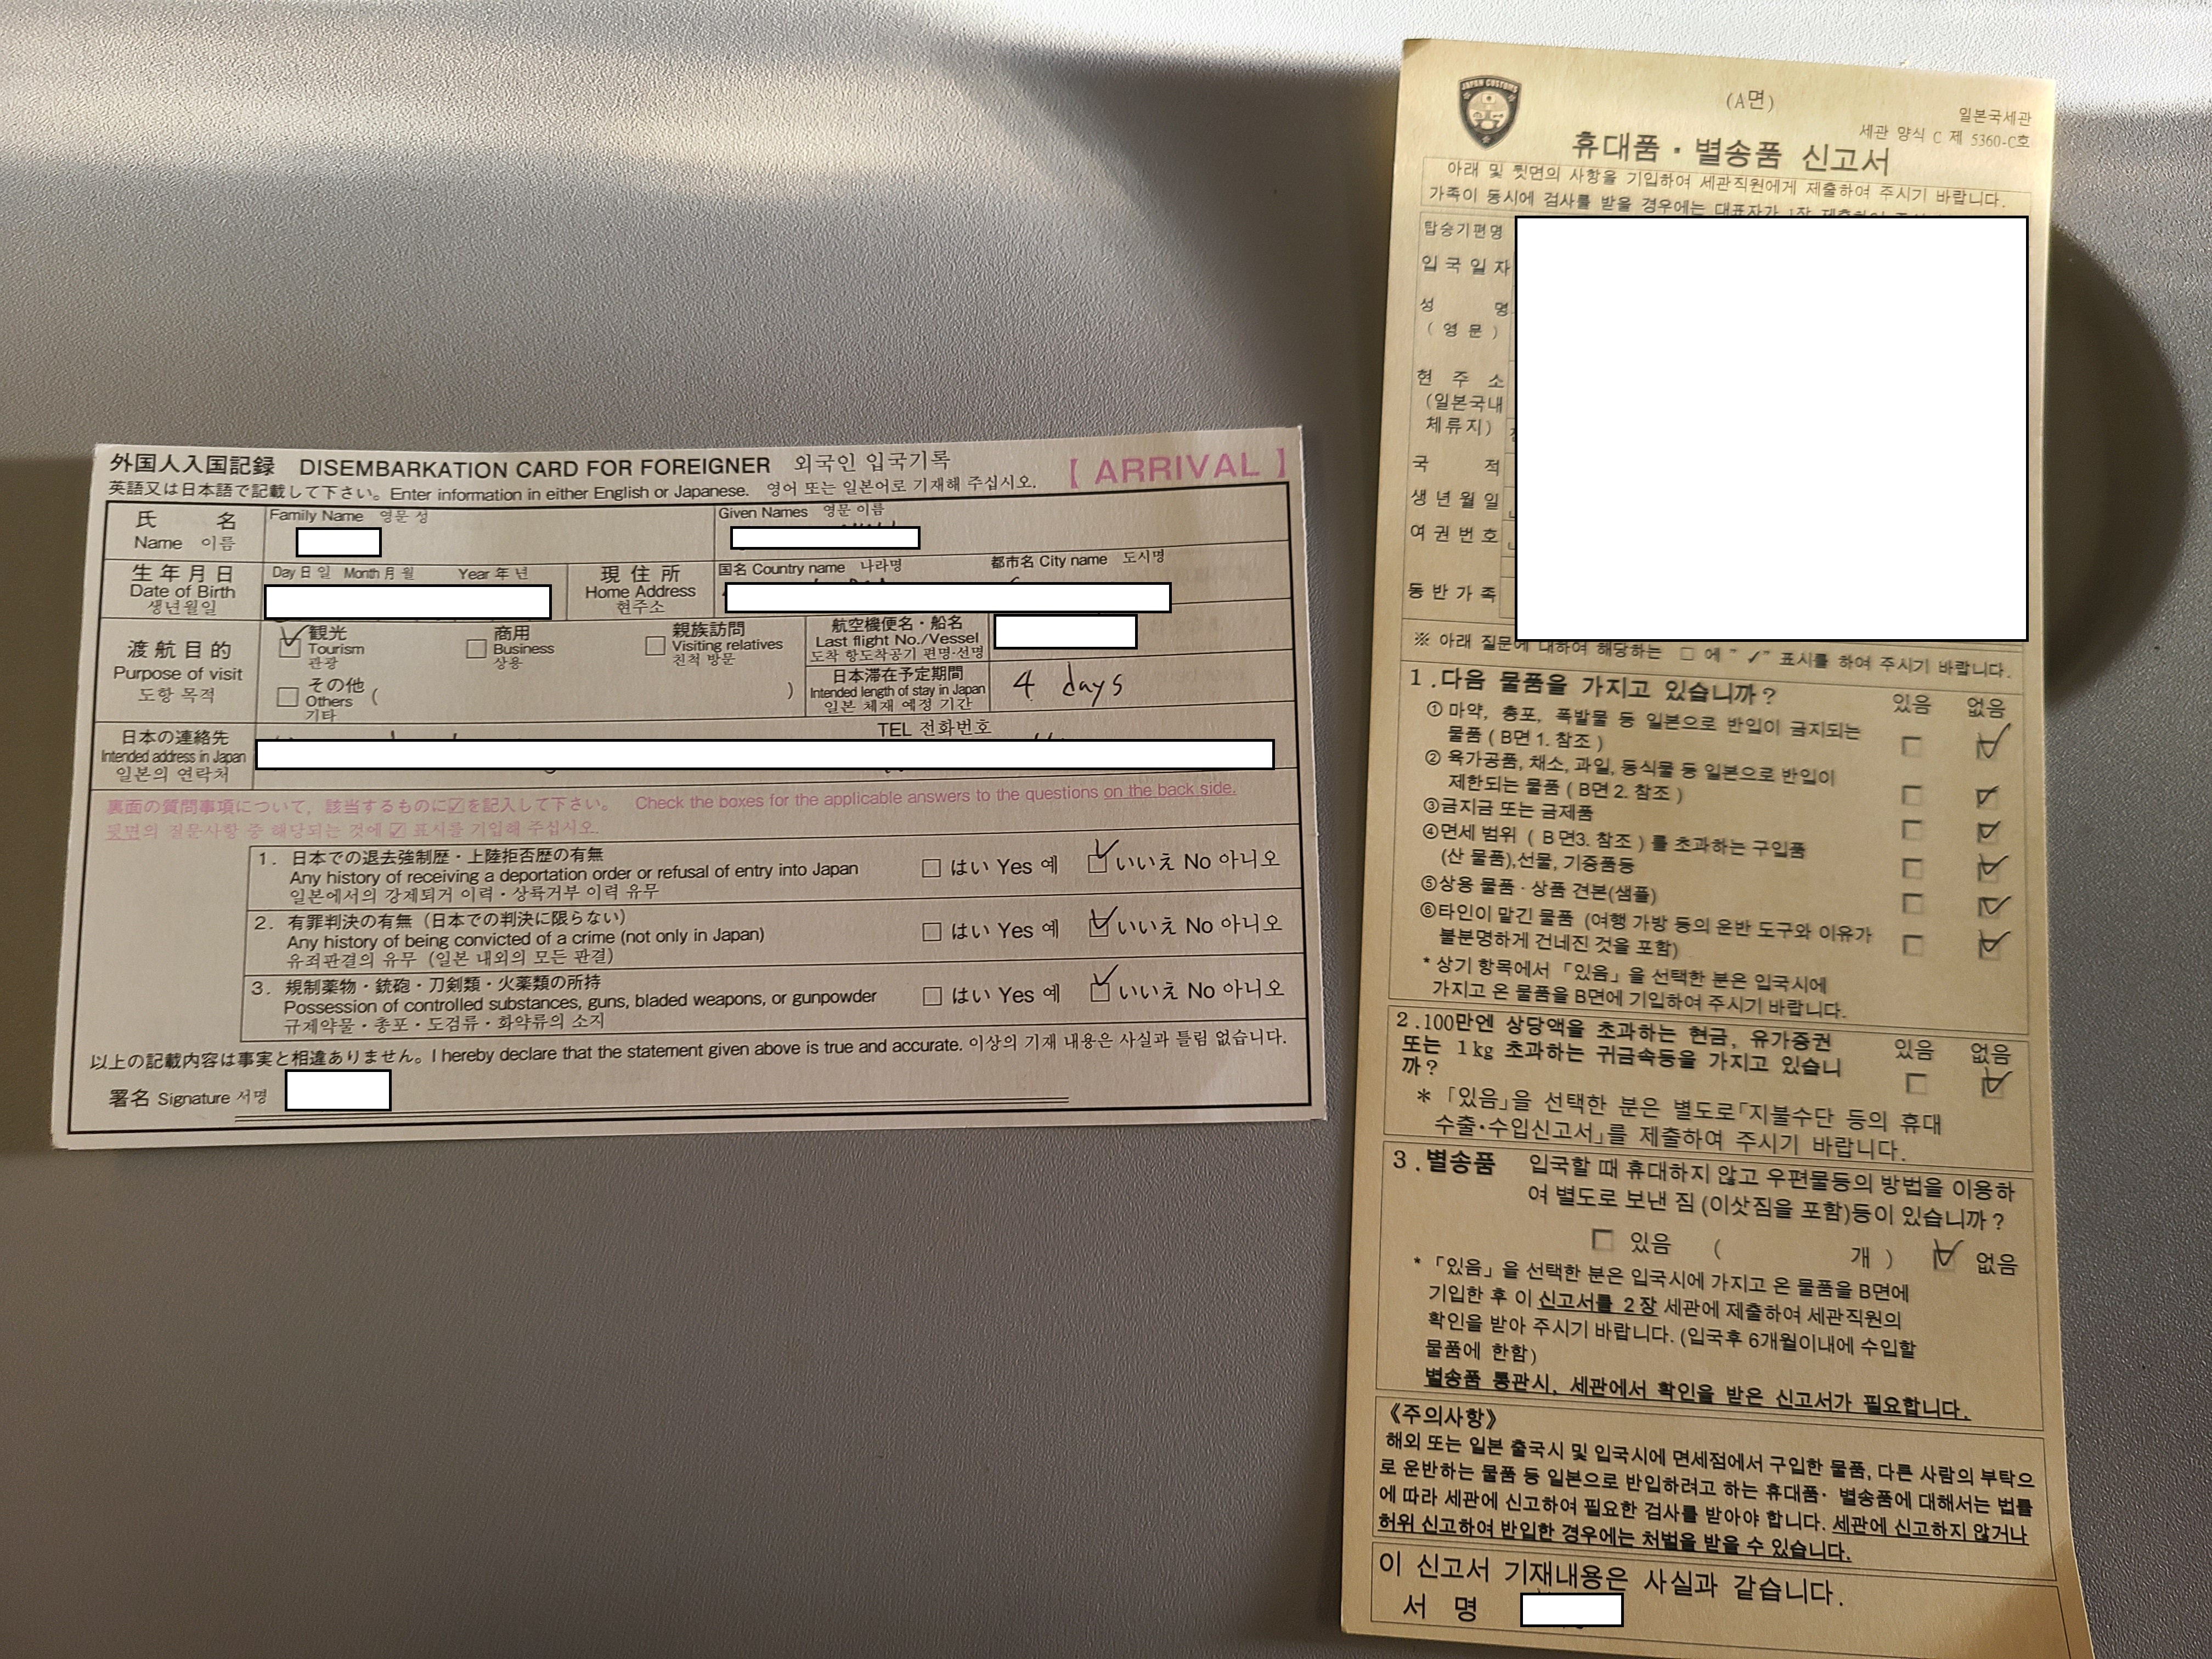 外国人入国記録 DISEMBARKATION CARD FOR FOREIGNER 외국인 입국기록 【 ARRIVAL 】
英語又は日本語で記載して下さい。Enter information in either English or Japanese. 영어 또는 일본어로 기재해 주십시오.
氏 名 Family Name 영문 성 Given Names 영문 이름
Name 이름
生年月日 Day 日 일 Month 月 월 Year 年 년 現住所 国名 Country name 나라명 都市名 City name 도시명
Date of Birth Home Address
생년월일 현주소
渡航目的 観光 商用 親族訪問 航空機便名・船名
Purpose of visit Tourism Business Visiting relatives Last flight No./Vessel
도항 목적 관광 상용 친척 방문 도착 항도착공기 편명·선명
その他 日本滞在予定期間
Others ( ) Intended length of stay in Japan 4 days
기타 일본 체재 예정 기간
日本の連絡先 TEL 전화번호
Intended address in Japan
일본의 연락처
裏面の質問事項について、該当するものに☑を記入して下さい。 Check the boxes for the applicable answers to the questions on the back side.
뒷면의 질문사항 중 해당되는 것에 ☑ 표시를 기입해 주십시오.
1. 日本での退去強制歴・上陸拒否歴の有無
Any history of receiving a deportation order or refusal of entry into Japan □ はい Yes 예 ☑ いいえ No 아니오
일본에서의 강제퇴거 이력・상륙거부 이력 유무
2. 有罪判決の有無（日本での判決に限らない）
Any history of being convicted of a crime (not only in Japan) □ はい Yes 예 ☑ いいえ No 아니오
유죄판결의 유무 (일본 내외의 모든 판결)
3. 規制薬物・銃砲・刀剣類・火薬類の所持
Possession of controlled substances, guns, bladed weapons, or gunpowder □ はい Yes 예 ☑ いいえ No 아니오
규제약물・총포・도검류・화약류의 소지
以上の記載内容は事実と相違ありません。I hereby declare that the statement given above is true and accurate. 이상의 기재 내용은 사실과 틀림 없습니다.
署名 Signature 서명
JAPAN CUSTOMS
(A면)
일본국세관
세관 양식 C 제 5360-C호
휴대품・별송품 신고서
아래 및 뒷면의 사항을 기입하여 세관직원에게 제출하여 주시기 바랍니다.
가족이 동시에 검사를 받을 경우에는 대표자가 1장
탑승기편명
입국일자
성 명
( 영 문 )
현 주 소
(일본국내
체류지)
국 적
생년월일
여권번호
동반가족
※ 아래 질문에 대하여 해당하는 □ 에 " ✓" 표시를 하여 주시기 바랍니다.
1 .다음 물품을 가지고 있습니까? 있음 없음
① 마약, 총포, 폭발물 등 일본으로 반입이 금지되는
물품 ( B면 1. 참조 ) □ ☑
② 육가공품, 채소, 과일, 동식물 등 일본으로 반입이
제한되는 물품 ( B면 2. 참조 ) □ ☑
③금지금 또는 금제품 □ ☑
④면세 범위 ( B면3. 참조 ) 를 초과하는 구입품
(산 물품),선물, 기증품등 □ ☑
⑤상용 물품 · 상품 견본(샘플) □ ☑
⑥타인이 맡긴 물품 (여행 가방 등의 운반 도구와 이유가
불분명하게 건네진 것을 포함) □ ☑
* 상기 항목에서 「있음」을 선택한 분은 입국시에
가지고 온 물품을 B면에 기입하여 주시기 바랍니다.
2 .100만엔 상당액을 초과하는 현금, 유가증권
또는 1kg 초과하는 귀금속등을 가지고 있습니 있음 없음
까? □ ☑
＊「있음」을 선택한 분은 별도로「지불수단 등의 휴대
수출・수입신고서」를 제출하여 주시기 바랍니다.
3 .별송품 입국할 때 휴대하지 않고 우편물등의 방법을 이용하
여 별도로 보낸 짐 (이삿짐을 포함)등이 있습니까 ?
□ 있음 ( 개 ) ☑ 없음
* 「있음」을 선택한 분은 입국시에 가지고 온 물품을 B면에
기입한 후 이 신고서를 2장 세관에 제출하여 세관직원의
확인을 받아 주시기 바랍니다. (입국후 6개월이내에 수입할
물품에 한함)
별송품 통관시, 세관에서 확인을 받은 신고서가 필요합니다.
《주의사항》
해외 또는 일본 출국시 및 입국시에 면세점에서 구입한 물품, 다른 사람의 부탁으
로 운반하는 물품 등 일본으로 반입하려고 하는 휴대품· 별송품에 대해서는 법률
에 따라 세관에 신고하여 필요한 검사를 받아야 합니다. 세관에 신고하지 않거나
허위 신고하여 반입한 경우에는 처벌을 받을 수 있습니다.
이 신고서 기재내용은 사실과 같습니다.
서 명